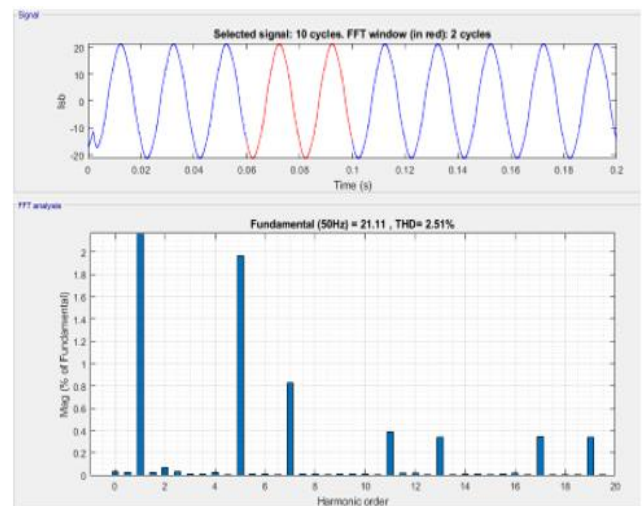 Signal
Selected signal: 10 cycles. FFT window (in red): 2 cycles
20
10
0
-10
-20
Isb
0 0.02 0.04 0.06 0.08 0.1 0.12 0.14 0.16 0.18 0.2
Time (s)
FFT analysis
Fundamental (50Hz) = 21.11 , THD= 2.51%
2
1.8
1.6
1.4
1.2
1
0.8
0.6
0.4
0.2
0
Mag (% of Fundamental)
0 2 4 6 8 10 12 14 16 18 20
Harmonic order